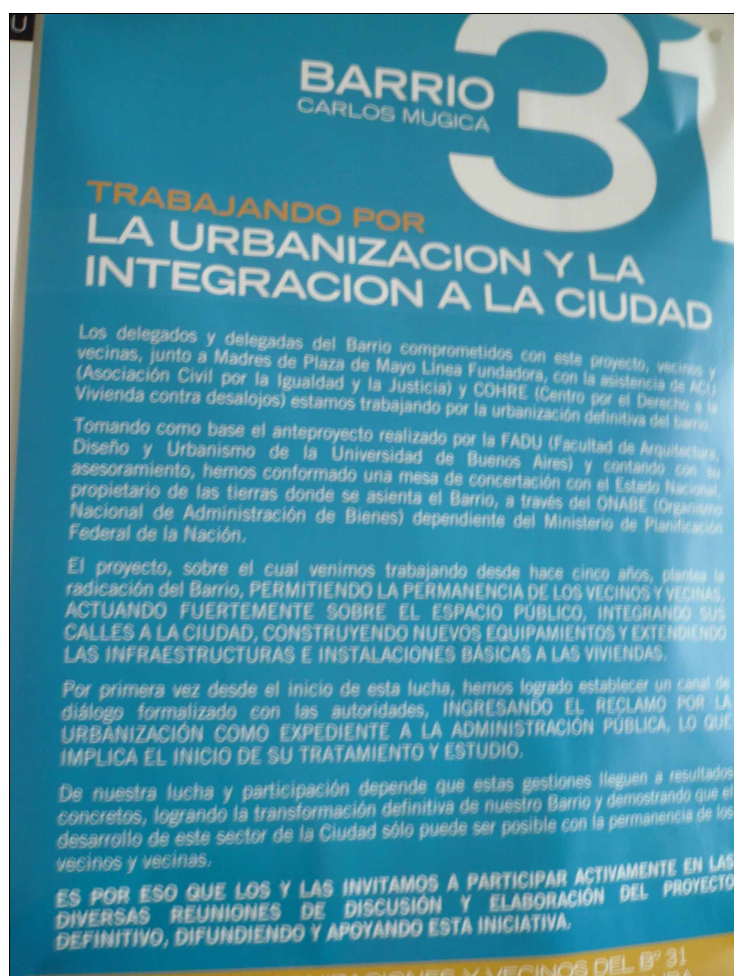 U
31
BARRIO
CARLOS MUGICA
TRABAJANDO POR
LA URBANIZACION Y LA
INTEGRACION A LA CIUDAD
Los delegados y delegadas del Barrio comprometidos con este proyecto, vecinos y
vecinas, junto a Madres de Plaza de Mayo Línea Fundadora, con la asistencia de ACIJ
(Asociación Civil por la Igualdad y la Justicia) y COHRE (Centro por el Derecho a la
Vivienda contra desalojos) estamos trabajando por la urbanización definitiva del barrio.
Tomando como base el anteproyecto realizado por la FADU (Facultad de Arquitectura,
Diseño y Urbanismo de la Universidad de Buenos Aires) y contando con su
asesoramiento, hemos conformado una mesa de concertación con el Estado Nacional,
propietario de las tierras donde se asienta el Barrio, a través del ONABE (Organismo
Nacional de Administración de Bienes) dependiente del Ministerio de Planificación
Federal de la Nación.
El proyecto, sobre el cual venimos trabajando desde hace cinco años, plantea la
radicación del Barrio, PERMITIENDO LA PERMANENCIA DE LOS VECINOS Y VECINAS,
ACTUANDO FUERTEMENTE SOBRE EL ESPACIO PÚBLICO, INTEGRANDO SUS
CALLES A LA CIUDAD, CONSTRUYENDO NUEVOS EQUIPAMIENTOS Y EXTENDIENDO
LAS INFRAESTRUCTURAS E INSTALACIONES BÁSICAS A LAS VIVIENDAS.
Por primera vez desde el inicio de esta lucha, hemos logrado establecer un canal de
diálogo formalizado con las autoridades, INGRESANDO EL RECLAMO POR LA
URBANIZACIÓN COMO EXPEDIENTE A LA ADMINISTRACIÓN PÚBLICA, LO QUE
IMPLICA EL INICIO DE SU TRATAMIENTO Y ESTUDIO.
De nuestra lucha y participación depende que estas gestiones lleguen a resultados
concretos, logrando la transformación definitiva de nuestro Barrio y demostrando que el
desarrollo de este sector de la Ciudad sólo puede ser posible con la permanencia de los
vecinos y vecinas.
ES POR ESO QUE LOS Y LAS INVITAMOS A PARTICIPAR ACTIVAMENTE EN LAS
DIVERSAS REUNIONES DE DISCUSIÓN Y ELABORACIÓN DEL PROYECTO
DEFINITIVO, DIFUNDIENDO Y APOYANDO ESTA INICIATIVA.
Y VECINOS DEL Bº 31